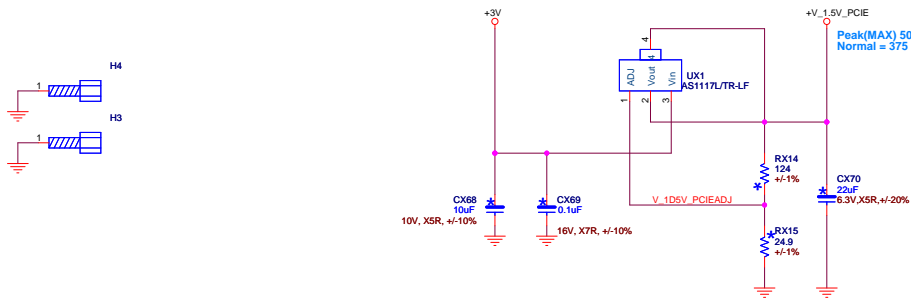 +3V
+V_1.5V_PCIE
Peak(MAX) 50
Normal = 375
4
H4
1
ADJ
Vout
4
Vin
UX1
AS1117L/TR-LF
1
2
3
H3
1
RX14
124
+/-1%
CX70
22uF
6.3V,X5R,+/-20%
V_1D5V_PCIEADJ
CX68
10uF
10V, X5R, +/-10%
CX69
0.1uF
16V, X7R, +/-10%
RX15
24.9
+/-1%